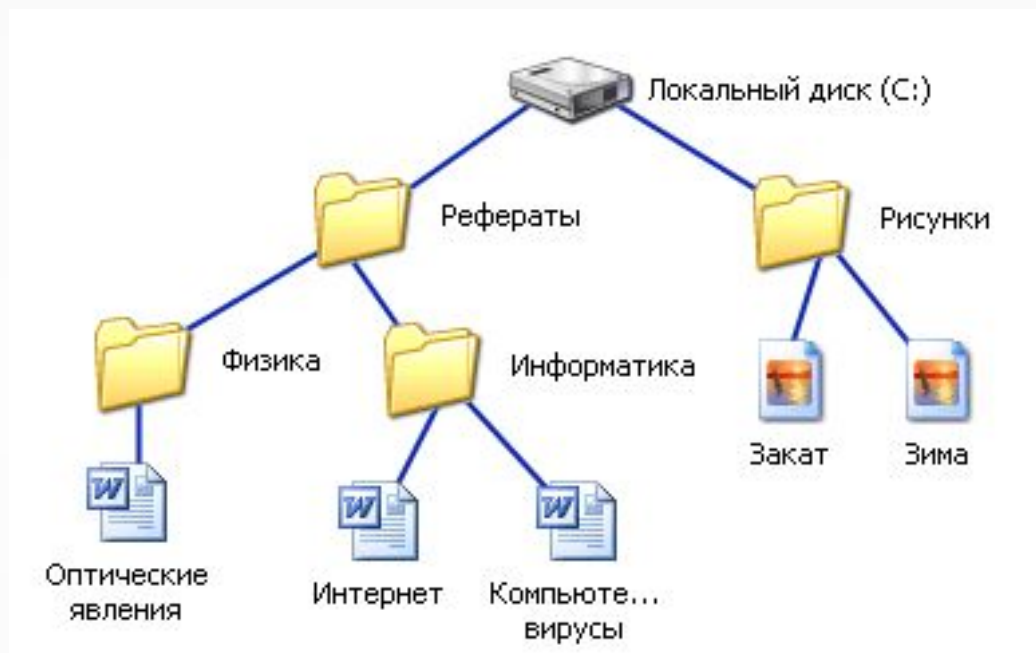 Локальный диск (C:)
Рефераты
Рисунки
Физика
Информатика
Закат
Зима
Оптические
явления
Интернет
Компьюте...
вирусы